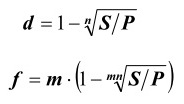 d = 1 − ⁿ√S/P
f = m · (1 − ᵐⁿ√S/P)